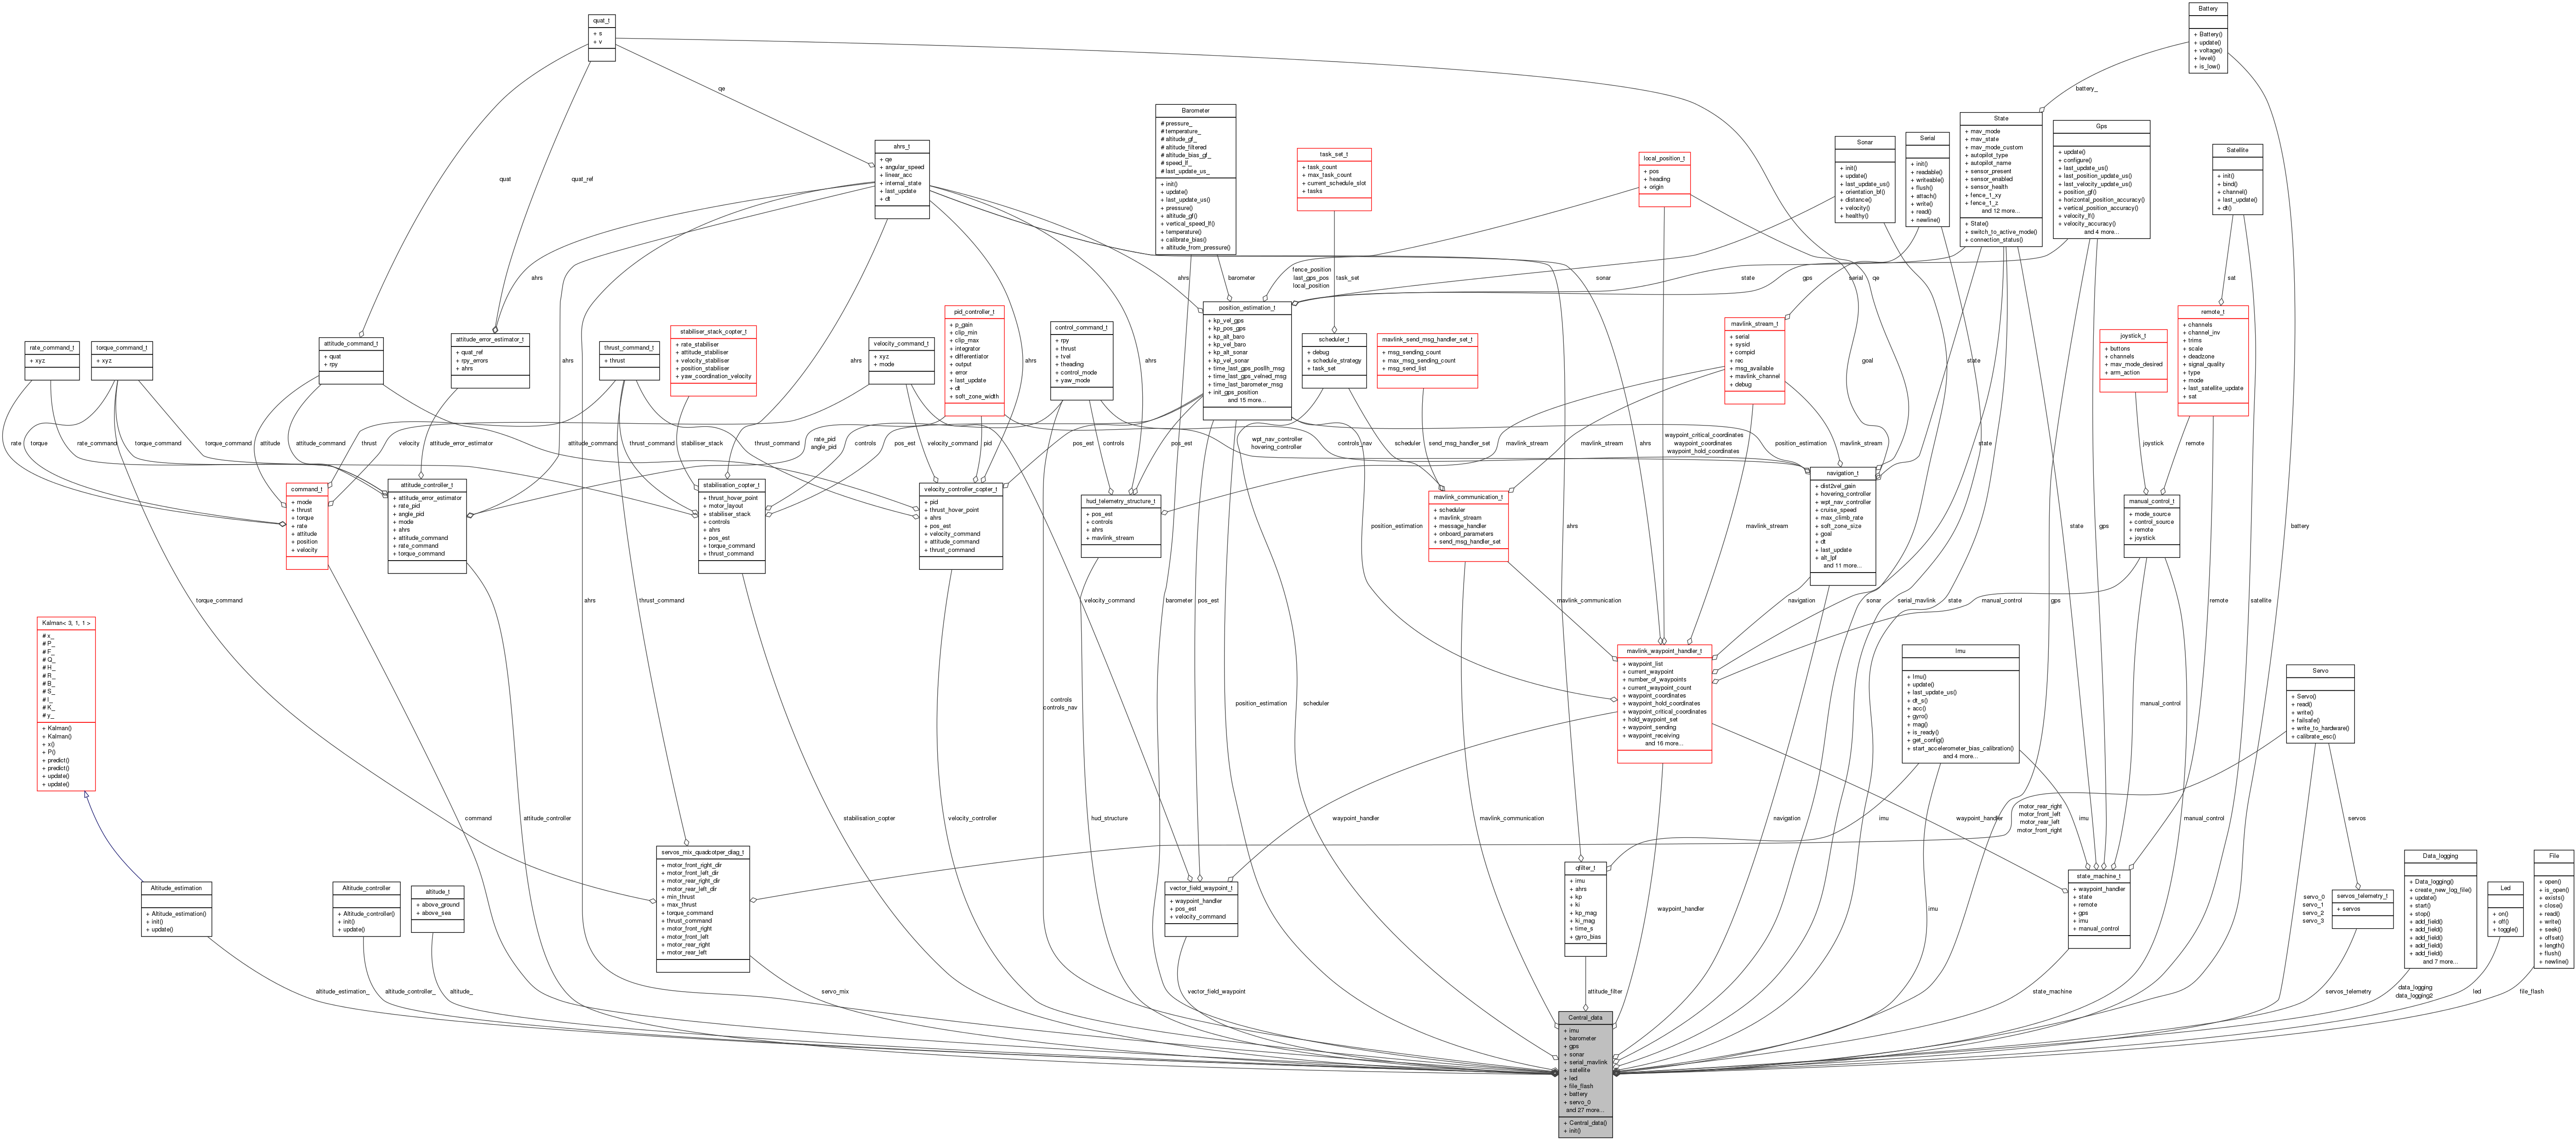 quat_t
+ s
+ v
Battery
+ Battery()
+ update()
+ voltage()
+ level()
+ is_low()
qe
battery_
Barometer
# pressure_
# temperature_
# altitude_gf_
# altitude_filtered
# altitude_bias_gf_
# speed_lf_
# last_update_us_
+ init()
+ update()
+ last_update_us()
+ pressure()
+ altitude_gf()
+ vertical_speed_lf()
+ temperature()
+ calibrate_bias()
+ altitude_from_pressure()
ahrs_t
+ qe
+ angular_speed
+ linear_acc
+ internal_state
+ last_update
+ dt
task_set_t
+ task_count
+ max_task_count
+ current_schedule_slot
+ tasks
local_position_t
+ pos
+ heading
+ origin
Sonar
+ init()
+ update()
+ last_update_us()
+ orientation_bf()
+ distance()
+ velocity()
+ healthy()
Serial
+ init()
+ readable()
+ writeable()
+ flush()
+ attach()
+ write()
+ read()
+ newline()
State
+ mav_mode
+ mav_state
+ mav_mode_custom
+ autopilot_type
+ autopilot_name
+ sensor_present
+ sensor_enabled
+ sensor_health
+ fence_1_xy
+ fence_1_z
and 12 more...
+ State()
+ switch_to_active_mode()
+ connection_status()
Gps
+ update()
+ configure()
+ last_update_us()
+ last_position_update_us()
+ last_velocity_update_us()
+ position_gf()
+ horizontal_position_accuracy()
+ vertical_position_accuracy()
+ velocity_lf()
+ velocity_accuracy()
and 4 more...
Satellite
+ init()
+ bind()
+ channel()
+ last_update()
+ dt()
quat
quat_ref
ahrs
ahrs
barometer
fence_position
last_gps_pos
local_position
task_set
sonar
state
gps
serial
qe
sat
rate_command_t
+ xyz
torque_command_t
+ xyz
attitude_command_t
+ quat
+ rpy
attitude_error_estimator_t
+ quat_ref
+ rpy_errors
+ ahrs
thrust_command_t
+ thrust
stabiliser_stack_copter_t
+ rate_stabiliser
+ attitude_stabiliser
+ velocity_stabiliser
+ position_stabiliser
+ yaw_coordination_velocity
velocity_command_t
+ xyz
+ mode
pid_controller_t
+ p_gain
+ clip_min
+ clip_max
+ integrator
+ differentiator
+ output
+ error
+ last_update
+ dt
+ soft_zone_width
control_command_t
+ rpy
+ thrust
+ tvel
+ theading
+ control_mode
+ yaw_mode
position_estimation_t
+ kp_vel_gps
+ kp_pos_gps
+ kp_alt_baro
+ kp_vel_baro
+ kp_alt_sonar
+ kp_vel_sonar
+ time_last_gps_posllh_msg
+ time_last_gps_velned_msg
+ time_last_barometer_msg
+ init_gps_position
and 15 more...
scheduler_t
+ debug
+ schedule_strategy
+ task_set
mavlink_send_msg_handler_set_t
+ msg_sending_count
+ max_msg_sending_count
+ msg_send_list
mavlink_stream_t
+ serial
+ sysid
+ compid
+ rec
+ msg_available
+ mavlink_channel
+ debug
joystick_t
+ buttons
+ channels
+ mav_mode_desired
+ arm_action
remote_t
+ channels
+ channel_inv
+ trims
+ scale
+ deadzone
+ signal_quality
+ type
+ mode
+ last_satellite_update
+ sat
ahrs
ahrs
ahrs
ahrs
goal
state
rate
torque
rate_command
torque_command
torque_command
attitude
attitude_command
thrust
velocity
attitude_error_estimator
attitude_command
thrust_command
stabiliser_stack
thrust_command
rate_pid
angle_pid
controls
pos_est
velocity_command
pid
pos_est
controls
pos_est
wpt_nav_controller
hovering_controller
controls_nav
scheduler
send_msg_handler_set
mavlink_stream
mavlink_stream
waypoint_critical_coordinates
waypoint_coordinates
waypoint_hold_coordinates
ahrs
position_estimation
mavlink_stream
state
state
joystick
remote
command_t
+ mode
+ thrust
+ torque
+ rate
+ attitude
+ position
+ velocity
attitude_controller_t
+ attitude_error_estimator
+ rate_pid
+ angle_pid
+ mode
+ ahrs
+ attitude_command
+ rate_command
+ torque_command
stabilisation_copter_t
+ thrust_hover_point
+ motor_layout
+ stabiliser_stack
+ controls
+ ahrs
+ pos_est
+ torque_command
+ thrust_command
velocity_controller_copter_t
+ pid
+ thrust_hover_point
+ ahrs
+ pos_est
+ velocity_command
+ attitude_command
+ thrust_command
hud_telemetry_structure_t
+ pos_est
+ controls
+ ahrs
+ mavlink_stream
mavlink_communication_t
+ scheduler
+ mavlink_stream
+ message_handler
+ onboard_parameters
+ send_msg_handler_set
navigation_t
+ dist2vel_gain
+ hovering_controller
+ wpt_nav_controller
+ cruise_speed
+ max_climb_rate
+ soft_zone_size
+ goal
+ dt
+ last_update
+ alt_lpf
and 11 more...
manual_control_t
+ mode_source
+ control_source
+ remote
+ joystick
position_estimation
ahrs
mavlink_stream
state
gps
battery
torque_command
thrust_command
ahrs
velocity_command
barometer
pos_est
mavlink_communication
navigation
sonar
serial_mavlink
state
manual_control
gps
remote
satellite
Kalman< 3, 1, 1 >
# x_
# P_
# F_
# Q_
# H_
# R_
# B_
# S_
# I_
# K_
# y_
+ Kalman()
+ Kalman()
+ x()
+ P()
+ predict()
+ predict()
+ update()
+ update()
mavlink_waypoint_handler_t
+ waypoint_list
+ current_waypoint
+ number_of_waypoints
+ current_waypoint_count
+ waypoint_coordinates
+ waypoint_hold_coordinates
+ waypoint_critical_coordinates
+ hold_waypoint_set
+ waypoint_sending
+ waypoint_receiving
and 16 more...
Imu
+ Imu()
+ update()
+ last_update_us()
+ dt_s()
+ acc()
+ gyro()
+ mag()
+ is_ready()
+ get_config()
+ start_accelerometer_bias_calibration()
and 4 more...
Servo
+ Servo()
+ read()
+ write()
+ failsafe()
+ write_to_hardware()
+ calibrate_esc()
controls
controls_nav
position_estimation
scheduler
manual_control
command
attitude_controller
stabilisation_copter
velocity_controller
hud_structure
waypoint_handler
mavlink_communication
navigation
imu
waypoint_handler
motor_rear_right
motor_front_left
motor_rear_left
motor_front_right
imu
manual_control
servos
servos_mix_quadcotper_diag_t
+ motor_front_right_dir
+ motor_front_left_dir
+ motor_rear_right_dir
+ motor_rear_left_dir
+ min_thrust
+ max_thrust
+ torque_command
+ thrust_command
+ motor_front_right
+ motor_front_left
+ motor_rear_right
+ motor_rear_left
Altitude_estimation
+ Altitude_estimation()
+ init()
+ update()
Altitude_controller
+ Altitude_controller()
+ init()
+ update()
altitude_t
+ above_ground
+ above_sea
vector_field_waypoint_t
+ waypoint_handler
+ pos_est
+ velocity_command
qfilter_t
+ imu
+ ahrs
+ kp
+ ki
+ kp_mag
+ ki_mag
+ time_s
+ gyro_bias
waypoint_handler
imu
state_machine_t
+ waypoint_handler
+ state
+ remote
+ gps
+ imu
+ manual_control
servo_0
servo_1
servo_2
servo_3
servos_telemetry_t
+ servos
Data_logging
+ Data_logging()
+ create_new_log_file()
+ update()
+ start()
+ stop()
+ add_field()
+ add_field()
+ add_field()
+ add_field()
+ add_field()
and 7 more...
Led
+ on()
+ off()
+ toggle()
File
+ open()
+ is_open()
+ exists()
+ close()
+ read()
+ write()
+ seek()
+ offset()
+ length()
+ flush()
+ newline()
altitude_estimation_
altitude_controller_
altitude_
servo_mix
vector_field_waypoint
attitude_filter
state_machine
servos_telemetry
data_logging
data_logging2
led
file_flash
Central_data
+ imu
+ barometer
+ gps
+ sonar
+ serial_mavlink
+ satellite
+ led
+ file_flash
+ battery
+ servo_0
and 27 more...
+ Central_data()
+ init()